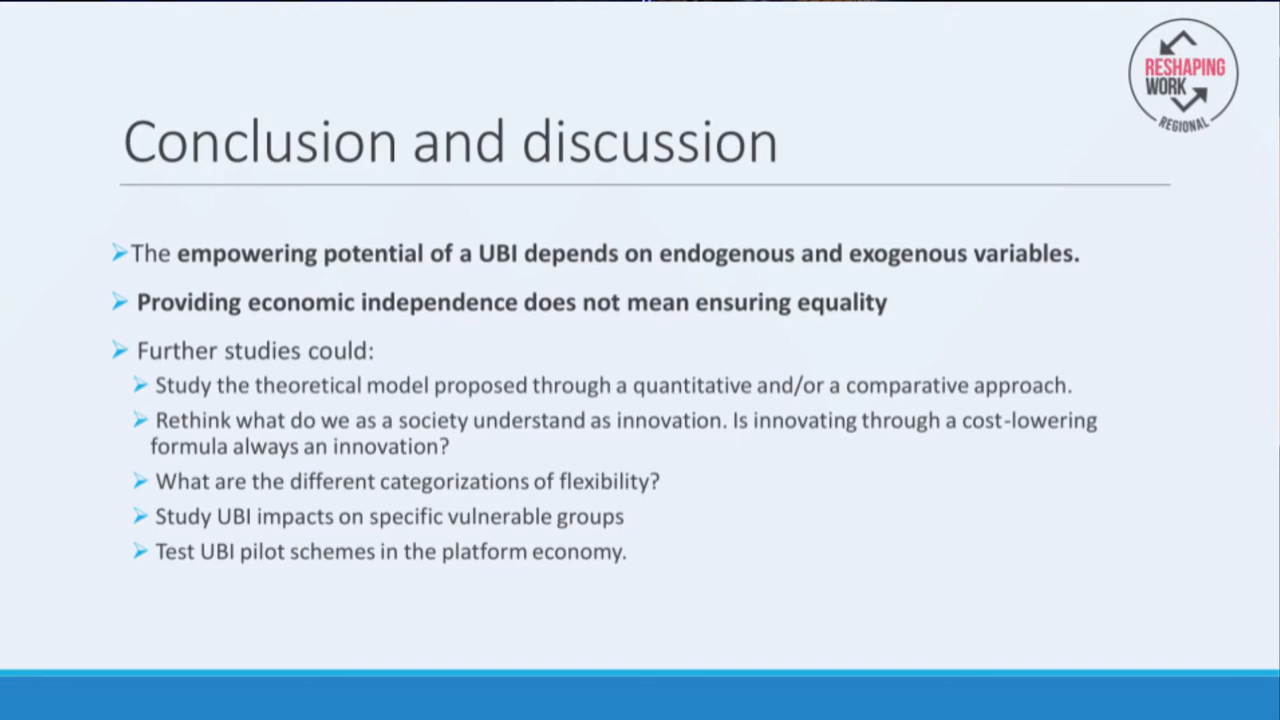 RESHAPING
WORK
REGIONAL
Conclusion and discussion
The empowering potential of a UBI depends on endogenous and exogenous variables.
Providing economic independence does not mean ensuring equality
Further studies could:
Study the theoretical model proposed through a quantitative and/or a comparative approach.
Rethink what do we as a society understand as innovation. Is innovating through a cost-lowering
formula always an innovation?
What are the different categorizations of flexibility?
Study UBI impacts on specific vulnerable groups
Test UBI pilot schemes in the platform economy.